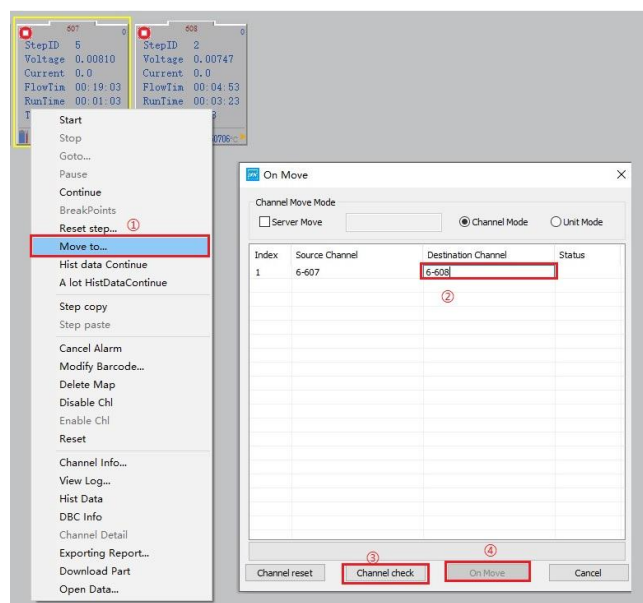 607 0
StepID 5
Voltage 0.00810
Current 0.0
FlowTim 00:19:03
RunTime 00:01:03
608 0
StepID 2
Voltage 0.00747
Current 0.0
FlowTim 00:04:53
RunTime 00:03:23
Start
Stop
Goto...
Pause
Continue
BreakPoints
Reset step... ①
Move to...
Hist data Continue
A lot HistDataContinue
Step copy
Step paste
Cancel Alarm
Modify Barcode...
Delete Map
Disable Chl
Enable Chl
Reset
Channel Info...
View Log...
Hist Data
DBC Info
Channel Detail
Exporting Report...
Download Part
Open Data...
On Move
Channel Move Mode
Server Move Channel Mode Unit Mode
Index Source Channel Destination Channel Status
1 6-607 6-608
②
③ ④
Channel reset Channel check On Move Cancel